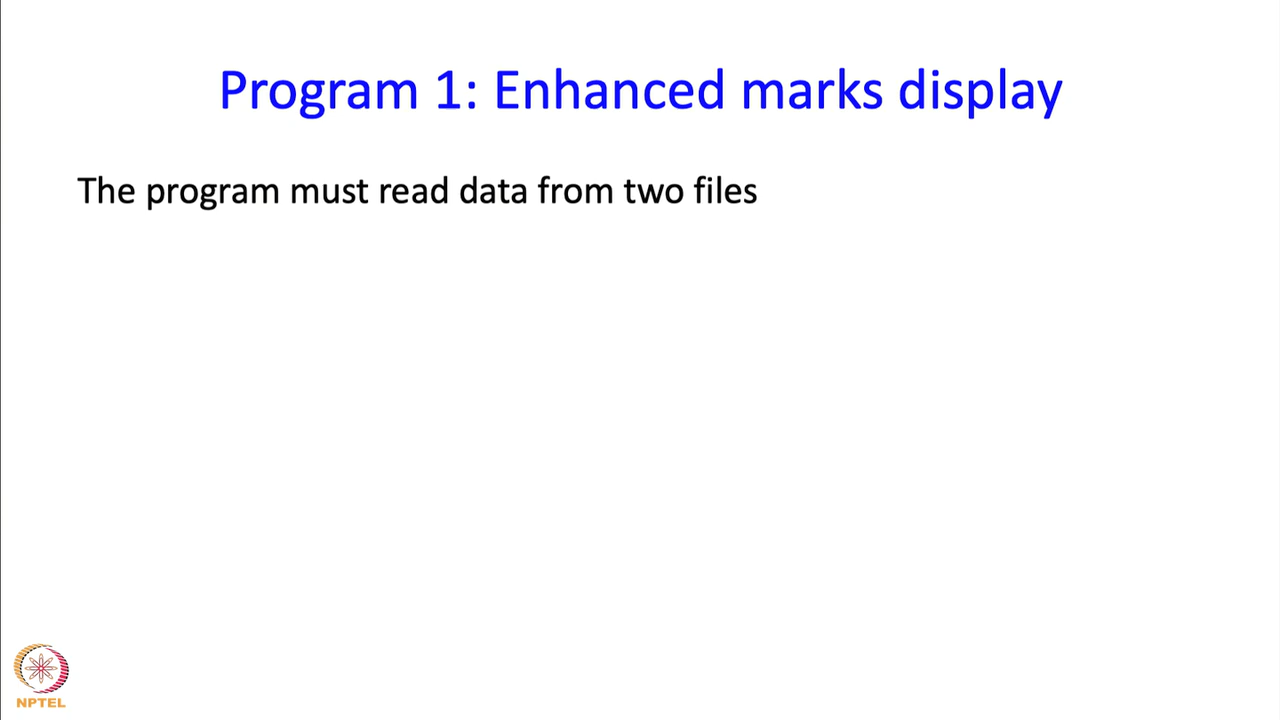 Program 1: Enhanced marks display
The program must read data from two files
NPTEL